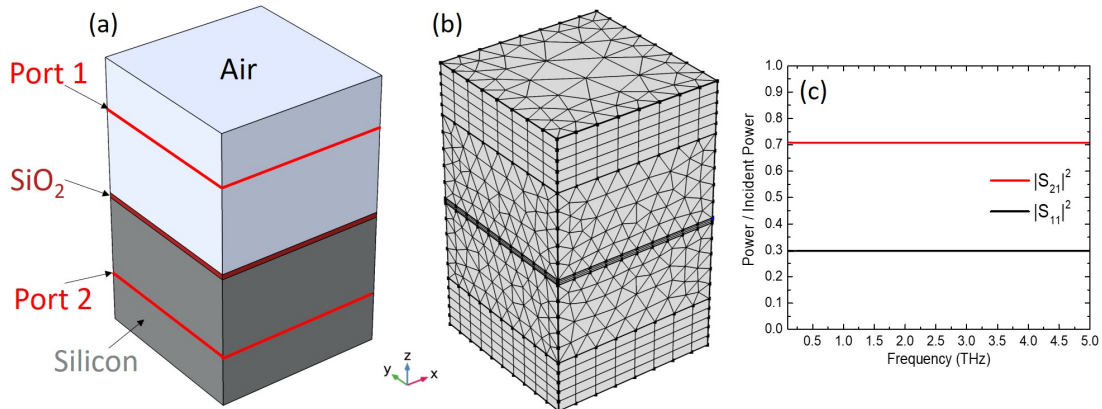 (a)
Air
Port 1
SiO₂
Port 2
Silicon
(b)
z
y
x
(c)
1.0
0.9
0.8
0.7
0.6
0.5
0.4
0.3
0.2
0.1
0.0
Power / Incident Power
|S₂₁|²
|S₁₁|²
0.5 1.0 1.5 2.0 2.5 3.0 3.5 4.0 4.5 5.0
Frequency (THz)